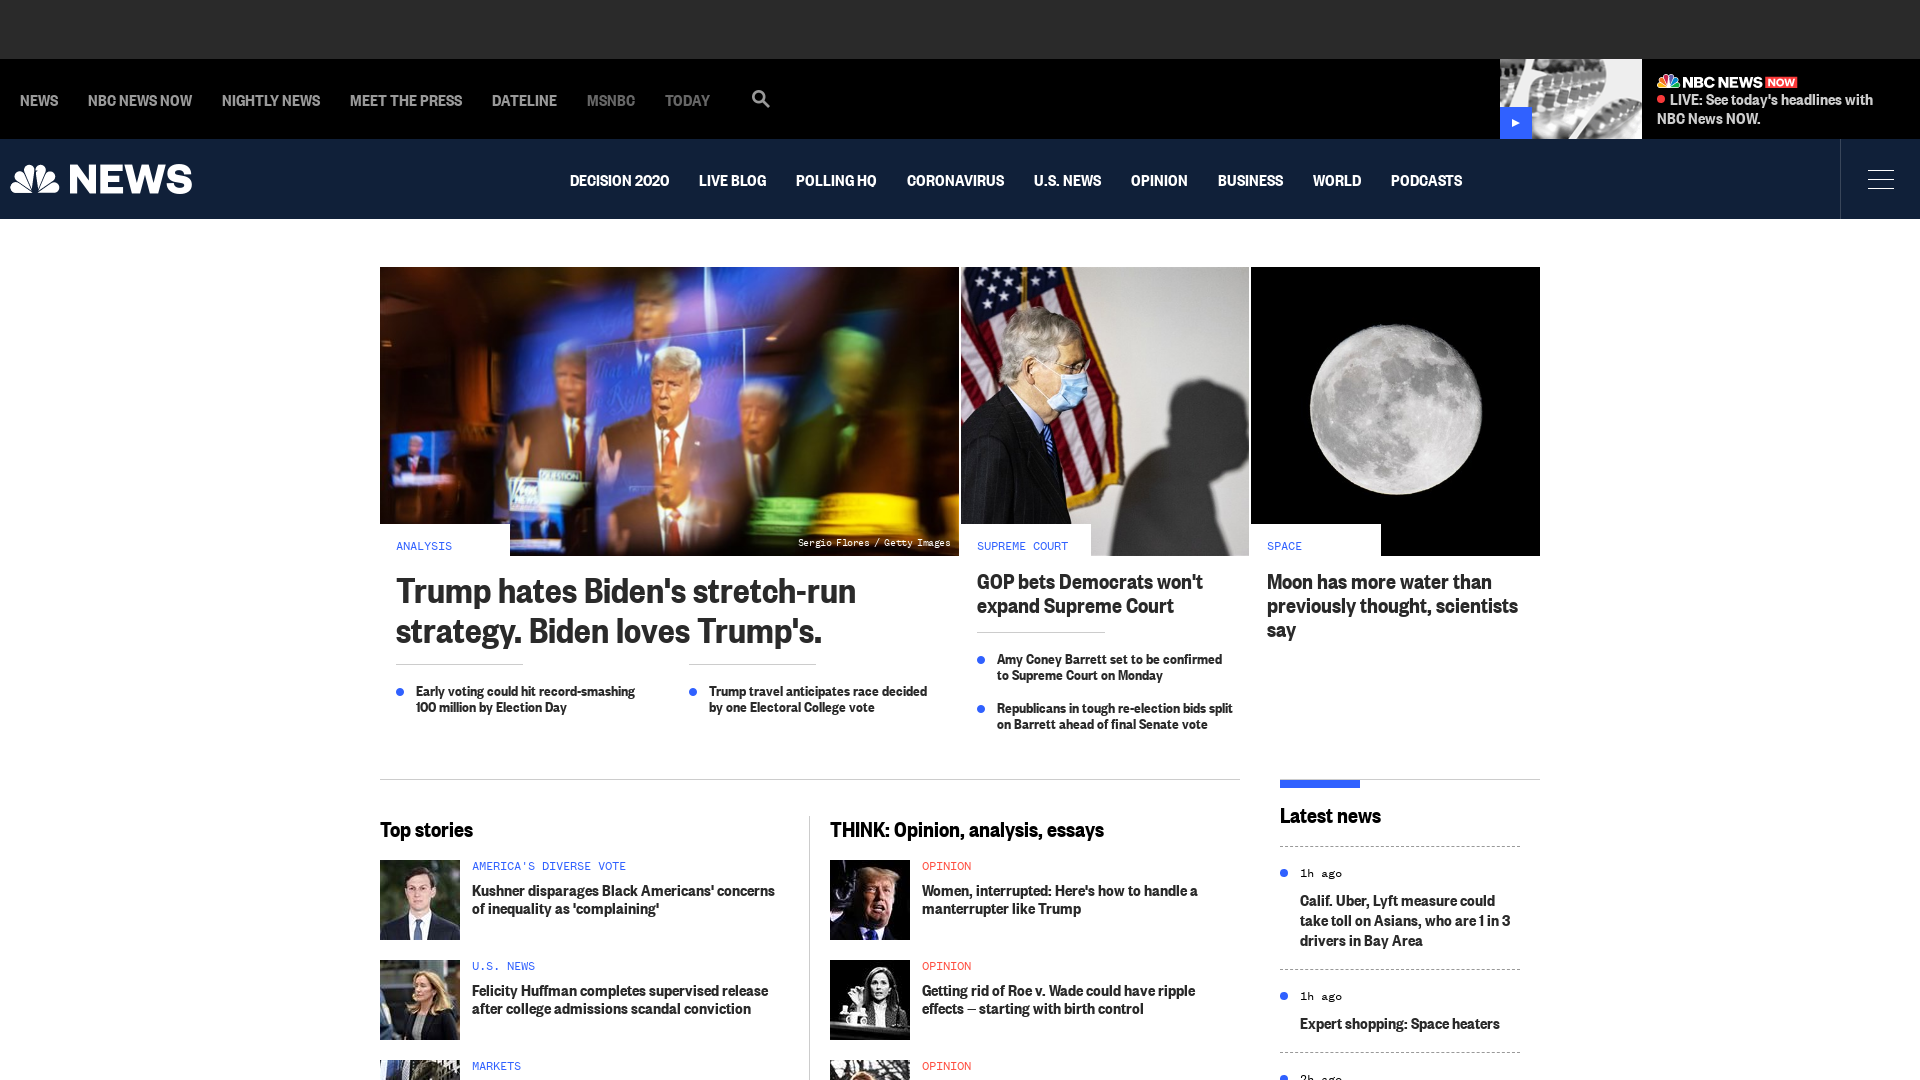 NEWS NBC NEWS NOW NIGHTLY NEWS MEET THE PRESS DATELINE MSNBC TODAY
NBC NEWS NOW
LIVE: See today's headlines with
NBC News NOW.
NEWS
DECISION 2020 LIVE BLOG POLLING HQ CORONAVIRUS U.S. NEWS OPINION BUSINESS WORLD PODCASTS
QUESTION
Sergio Flores / Getty Images
ANALYSIS
Trump hates Biden's stretch-run
strategy. Biden loves Trump's.
Early voting could hit record-smashing
100 million by Election Day
Trump travel anticipates race decided
by one Electoral College vote
SUPREME COURT
GOP bets Democrats won't
expand Supreme Court
Amy Coney Barrett set to be confirmed
to Supreme Court on Monday
Republicans in tough re-election bids split
on Barrett ahead of final Senate vote
SPACE
Moon has more water than
previously thought, scientists
say
Top stories
AMERICA'S DIVERSE VOTE
Kushner disparages Black Americans' concerns
of inequality as 'complaining'
U.S. NEWS
Felicity Huffman completes supervised release
after college admissions scandal conviction
MARKETS
THINK: Opinion, analysis, essays
OPINION
Women, interrupted: Here's how to handle a
manterrupter like Trump
OPINION
Getting rid of Roe v. Wade could have ripple
effects — starting with birth control
OPINION
Latest news
1h ago
Calif. Uber, Lyft measure could
take toll on Asians, who are 1 in 3
drivers in Bay Area
1h ago
Expert shopping: Space heaters
2h ago